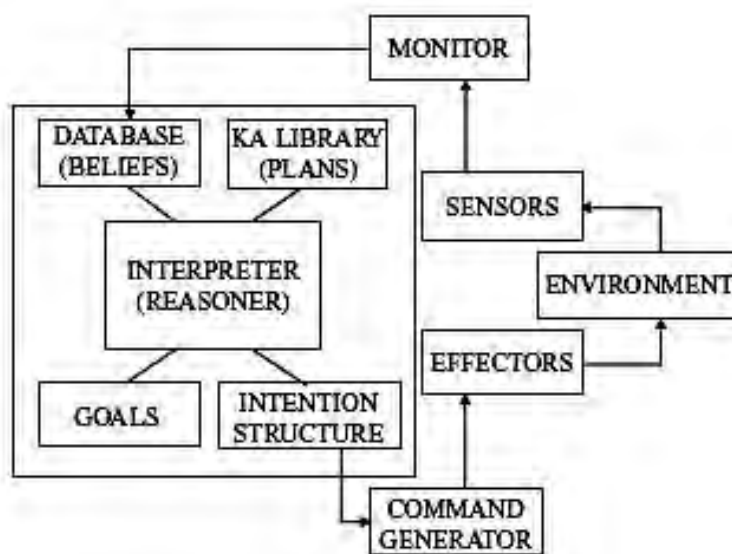 MONITOR
DATABASE
(BELIEFS)
KA LIBRARY
(PLANS)
SENSORS
INTERPRETER
(REASONER)
ENVIRONMENT
EFFECTORS
GOALS
INTENTION
STRUCTURE
COMMAND
GENERATOR